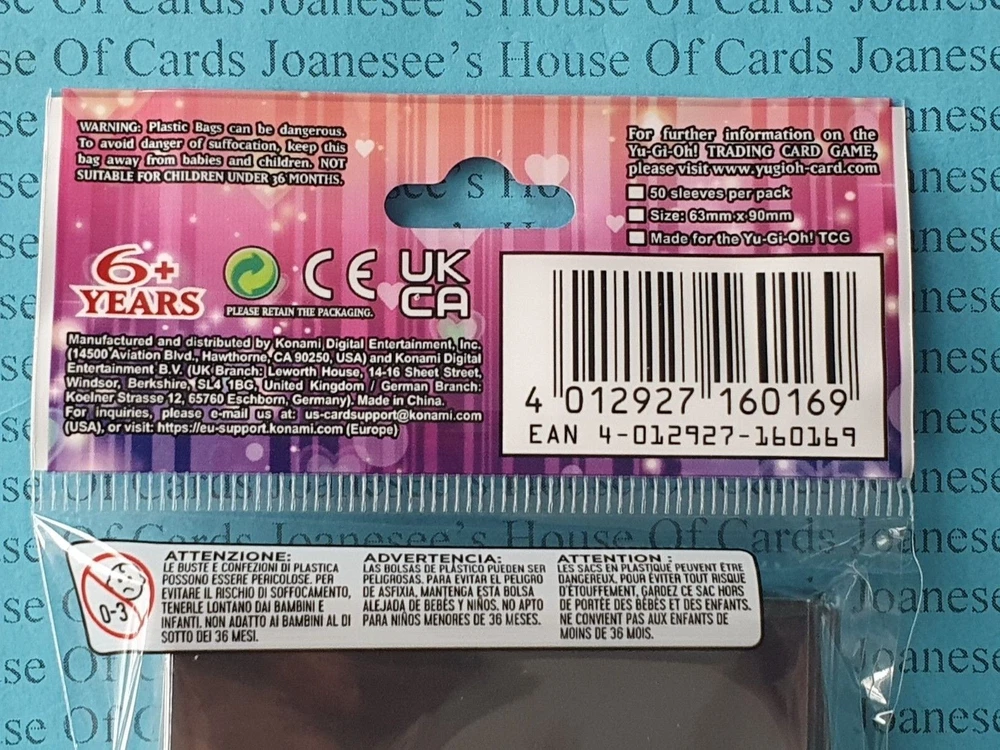 se Of Cards Joanesee's House Of Cards Joanese
WARNING: Plastic Bags can be dangerous.
To avoid danger of suffocation, keep this
bag away from babies and children. NOT
SUITABLE FOR CHILDREN UNDER 36 MONTHS.
For further information on the
Yu-Gi-Oh! TRADING CARD GAME,
please visit www.yugioh-card.com
50 sleeves per pack
Size: 63mm x 90mm
Made for the Yu-Gi-Oh! TCG
6+
YEARS
CE
UK
CA
PLEASE RETAIN THE PACKAGING.
Manufactured and distributed by Konami Digital Entertainment, Inc.
(14500 Aviation Blvd., Hawthorne, CA 90250, USA) and Konami Digital
Entertainment B.V. (UK Branch: Leworth House, 14-16 Sheet Street,
Windsor, Berkshire, SL4 1BG, United Kingdom / German Branch:
Koelner Strasse 12, 65760 Eschborn, Germany). Made in China.
For inquiries, please e-mail us at: us-cardsupport@konami.com
(USA), or visit: https://eu-support.konami.com (Europe)
4 012927 160169
EAN 4-012927-160169
se Of Cards Joanesee's House Of Cards Joanese
0-3
ATTENZIONE:
LE BUSTE E CONFEZIONI DI PLASTICA
POSSONO ESSERE PERICOLOSE. PER
EVITARE IL RISCHIO DI SOFFOCAMENTO,
TENERLE LONTANO DAI BAMBINI E
INFANTI. NON ADATTO AI BAMBINI AL DI
SOTTO DEI 36 MESI.
ADVERTENCIA:
LAS BOLSAS DE PLÁSTICO PUEDEN SER
PELIGROSAS. PARA EVITAR EL PELIGRO
DE ASFIXIA, MANTENGA ESTA BOLSA
ALEJADA DE BEBÉS Y NIÑOS. NO APTO
PARA NIÑOS MENORES DE 36 MESES.
ATTENTION :
LES SACS EN PLASTIQUE PEUVENT ÊTRE
DANGEREUX. POUR ÉVITER TOUT RISQUE
D'ÉTOUFFEMENT, GARDEZ CE SAC HORS
DE PORTÉE DES BÉBÉS ET DES ENFANTS.
NE CONVIENT PAS AUX ENFANTS DE
MOINS DE 36 MOIS.